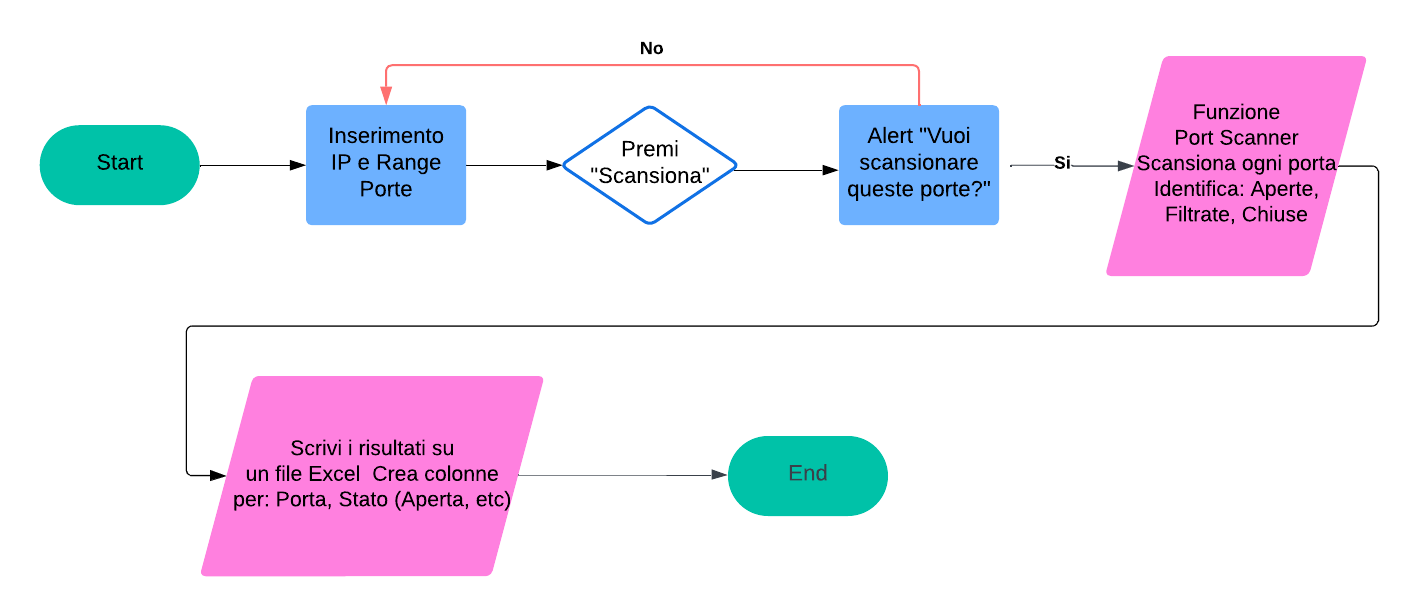 No
Start
Inserimento
IP e Range
Porte
Premi
"Scansiona"
Alert "Vuoi
scansionare
queste porte?"
Si
Funzione
Port Scanner
Scansiona ogni porta
Identifica: Aperte,
Filtrate, Chiuse
Scrivi i risultati su
un file Excel  Crea colonne
per: Porta, Stato (Aperta, etc)
End